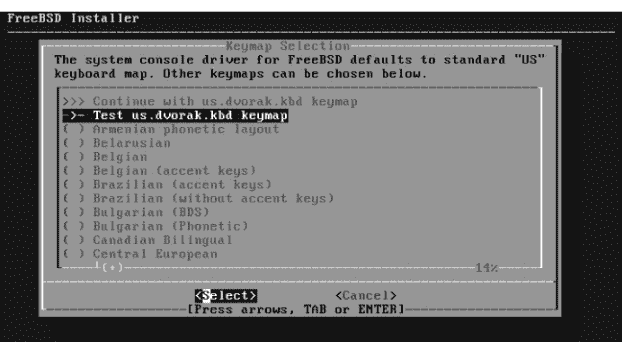 FreeBSD Installer
Keymap Selection
The system console driver for FreeBSD defaults to standard "US"
keyboard map. Other keymaps can be chosen below.
>>> Continue with us.dvorak.kbd keymap
->- Test us.dvorak.kbd keymap
( ) Armenian phonetic layout
( ) Belarusian
( ) Belgian
( ) Belgian (accent keys)
( ) Brazilian (accent keys)
( ) Brazilian (without accent keys)
( ) Bulgarian (BDS)
( ) Bulgarian (Phonetic)
( ) Canadian Bilingual
( ) Central European
(+) 14%
<Select> <Cancel>
[Press arrows, TAB or ENTER]